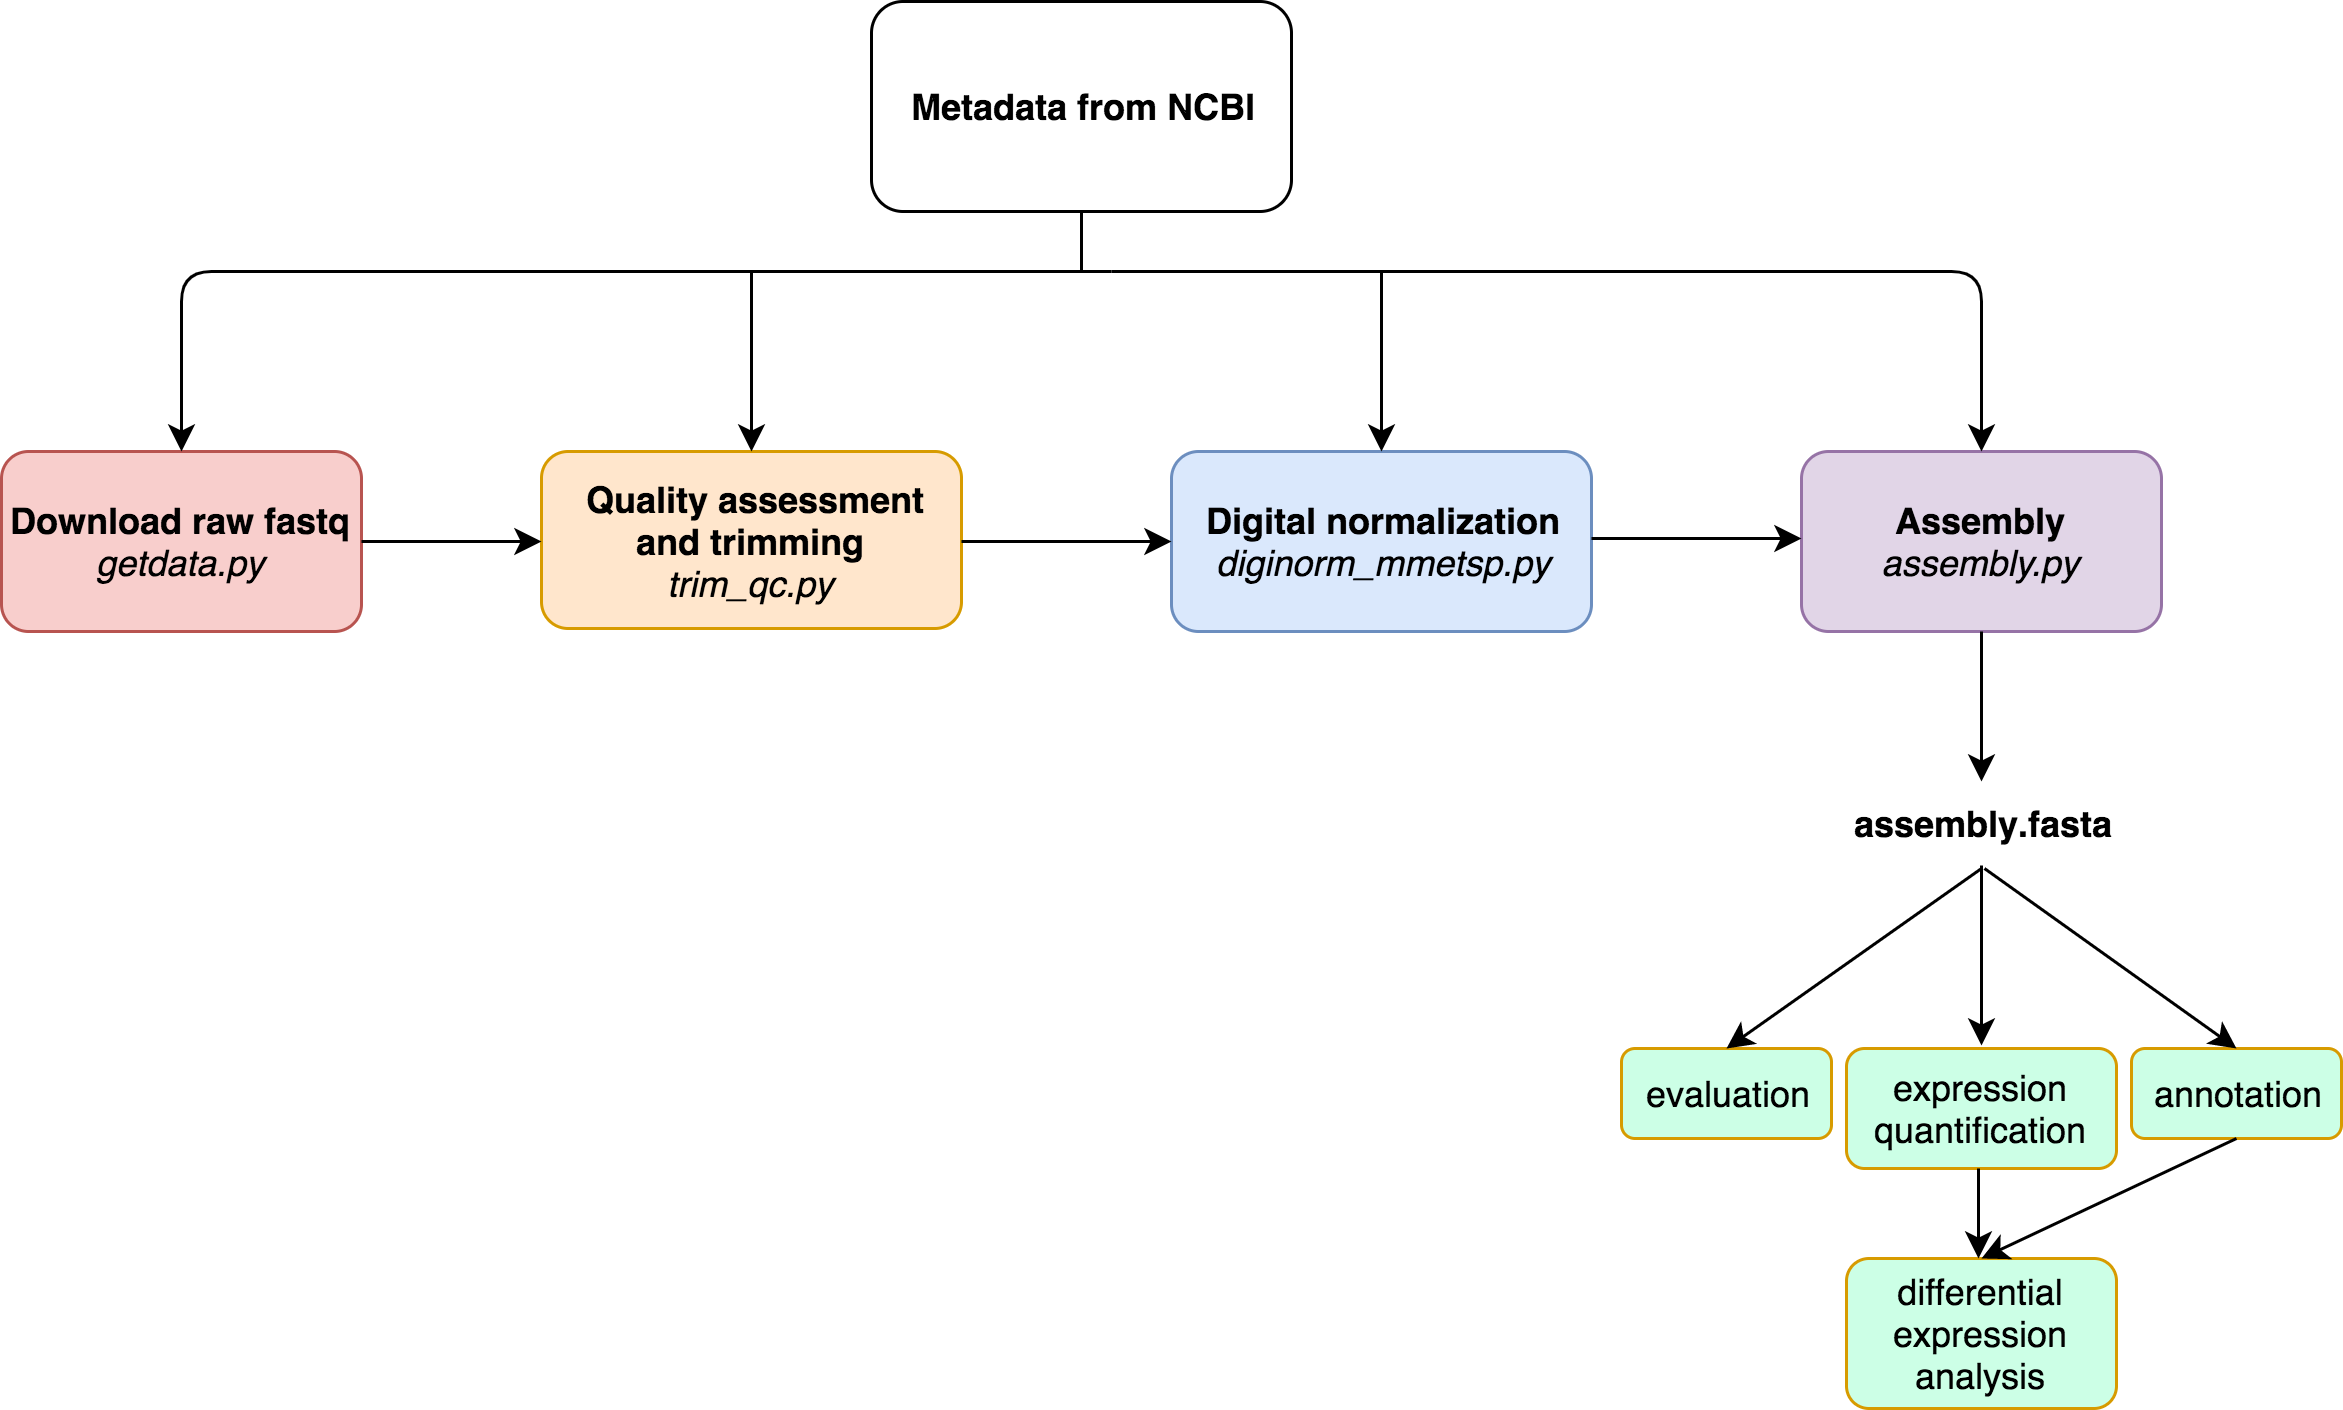 Metadata from NCBI
Download raw fastq
getdata.py
Quality assessment
and trimming
trim_qc.py
Digital normalization
diginorm_mmetsp.py
Assembly
assembly.py
assembly.fasta
evaluation
expression
quantification
annotation
differential
expression
analysis